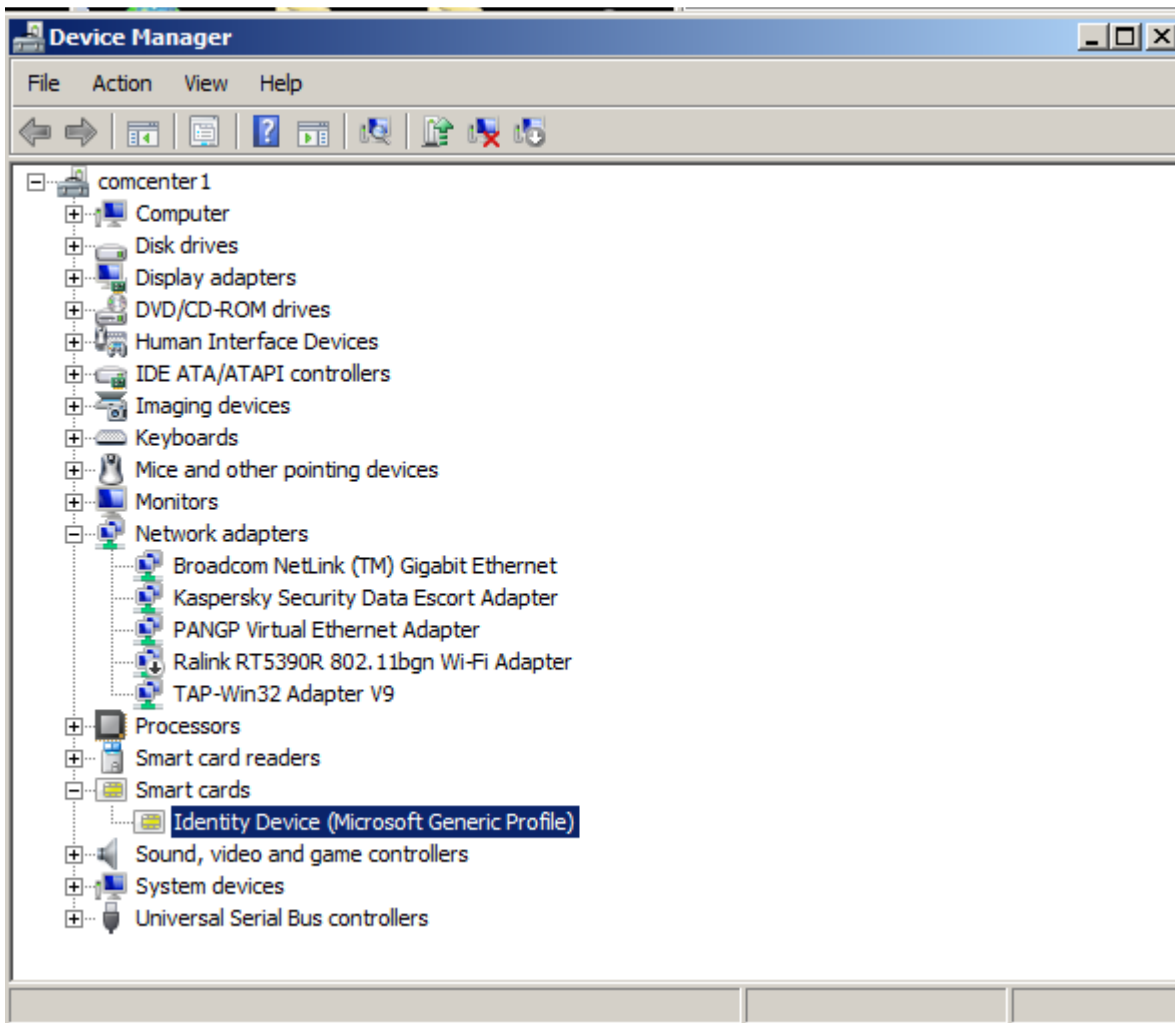 Device Manager
File Action View Help
comcenter1
Computer
Disk drives
Display adapters
DVD/CD-ROM drives
Human Interface Devices
IDE ATA/ATAPI controllers
Imaging devices
Keyboards
Mice and other pointing devices
Monitors
Network adapters
Broadcom NetLink (TM) Gigabit Ethernet
Kaspersky Security Data Escort Adapter
PANGP Virtual Ethernet Adapter
Ralink RT5390R 802.11bgn Wi-Fi Adapter
TAP-Win32 Adapter V9
Processors
Smart card readers
Smart cards
Identity Device (Microsoft Generic Profile)
Sound, video and game controllers
System devices
Universal Serial Bus controllers